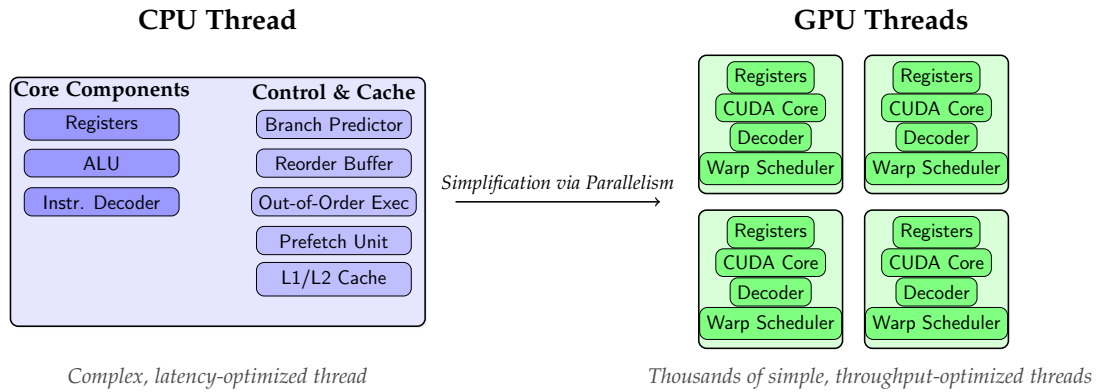 CPU Thread
Core Components
Registers
ALU
Instr. Decoder
Control & Cache
Branch Predictor
Reorder Buffer
Out-of-Order Exec
Prefetch Unit
L1/L2 Cache
Complex, latency-optimized thread
Simplification via Parallelism
GPU Threads
Registers
CUDA Core
Decoder
Warp Scheduler
Registers
CUDA Core
Decoder
Warp Scheduler
Registers
CUDA Core
Decoder
Warp Scheduler
Registers
CUDA Core
Decoder
Warp Scheduler
Thousands of simple, throughput-optimized threads